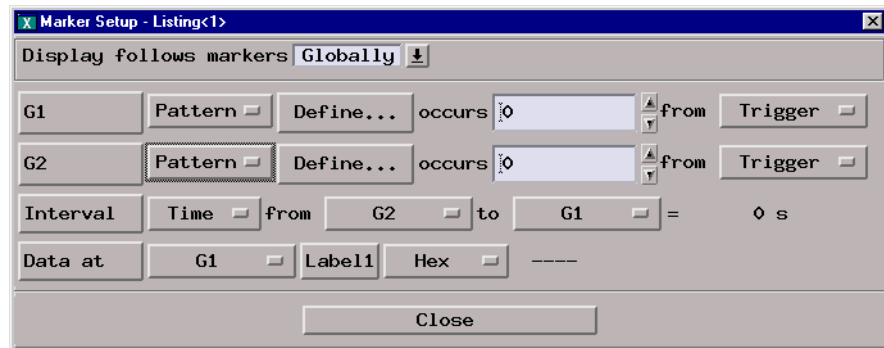 Marker Setup - Listing<1>
Display follows markers Globally
G1 Pattern Define... occurs 0 from Trigger
G2 Pattern Define... occurs 0 from Trigger
Interval Time from G2 to G1 = 0 s
Data at G1 Label1 Hex ----
Close